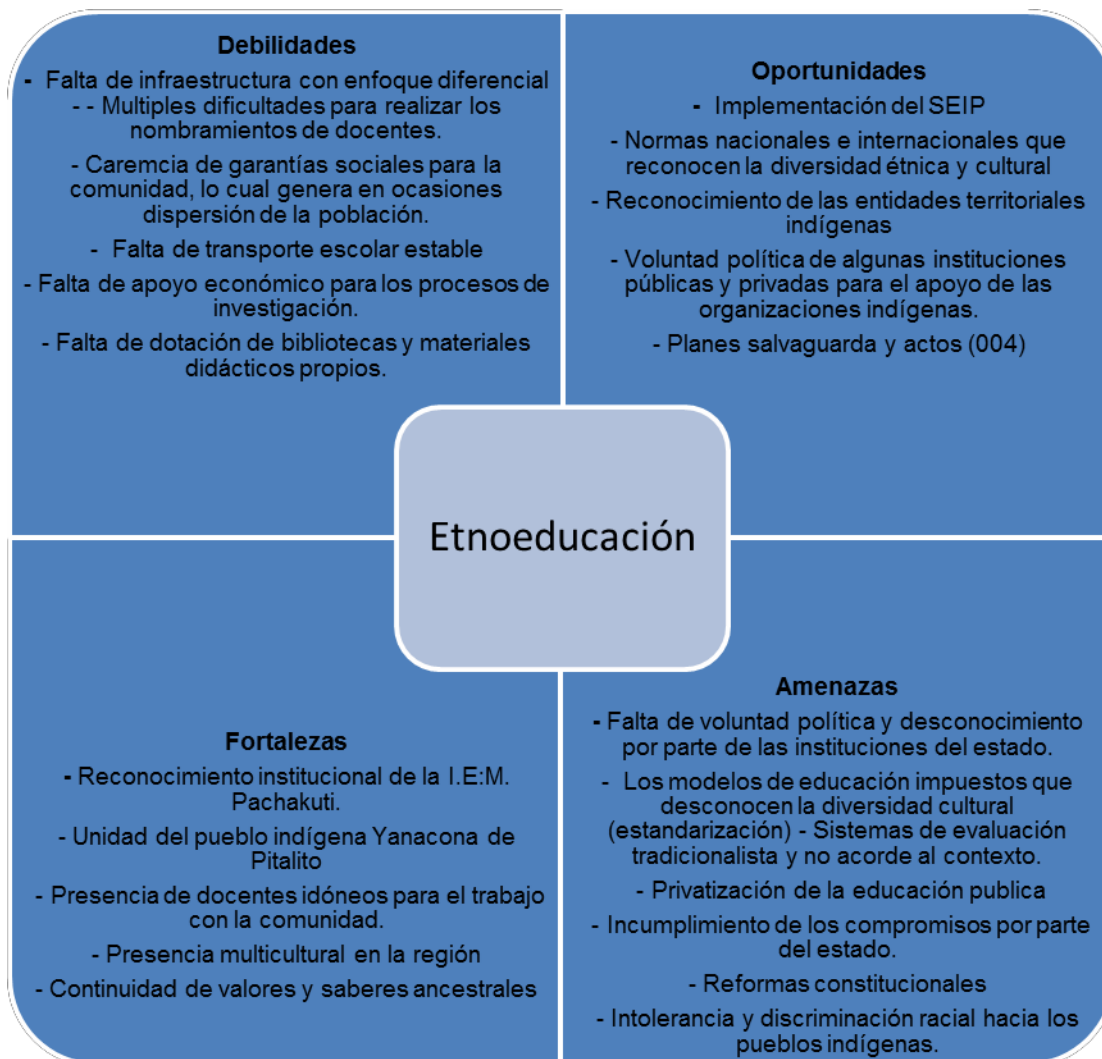 Debilidades
- Falta de infraestructura con enfoque diferencial
- - Multiples dificultades para realizar los
nombramientos de docentes.
- Caremcia de garantías sociales para la
comunidad, lo cual genera en ocasiones
dispersión de la población.
- Falta de transporte escolar estable
- Falta de apoyo económico para los procesos de
investigación.
- Falta de dotación de bibliotecas y materiales
didácticos propios.
Oportunidades
- Implementación del SEIP
- Normas nacionales e internacionales que
reconocen la diversidad étnica y cultural
- Reconocimiento de las entidades territoriales
indígenas
- Voluntad política de algunas instituciones
públicas y privadas para el apoyo de las
organizaciones indígenas.
- Planes salvaguarda y actos (004)
Etnoeducación
Fortalezas
- Reconocimiento institucional de la I.E:M.
Pachakuti.
- Unidad del pueblo indígena Yanacona de
Pitalito
- Presencia de docentes idóneos para el trabajo
con la comunidad.
- Presencia multicultural en la región
- Continuidad de valores y saberes ancestrales
Amenazas
- Falta de voluntad política y desconocimiento
por parte de las instituciones del estado.
- Los modelos de educación impuestos que
desconocen la diversidad cultural
(estandarización) - Sistemas de evaluación
tradicionalista y no acorde al contexto.
- Privatización de la educación publica
- Incumplimiento de los compromisos por parte
del estado.
- Reformas constitucionales
- Intolerancia y discriminación racial hacia los
pueblos indígenas.